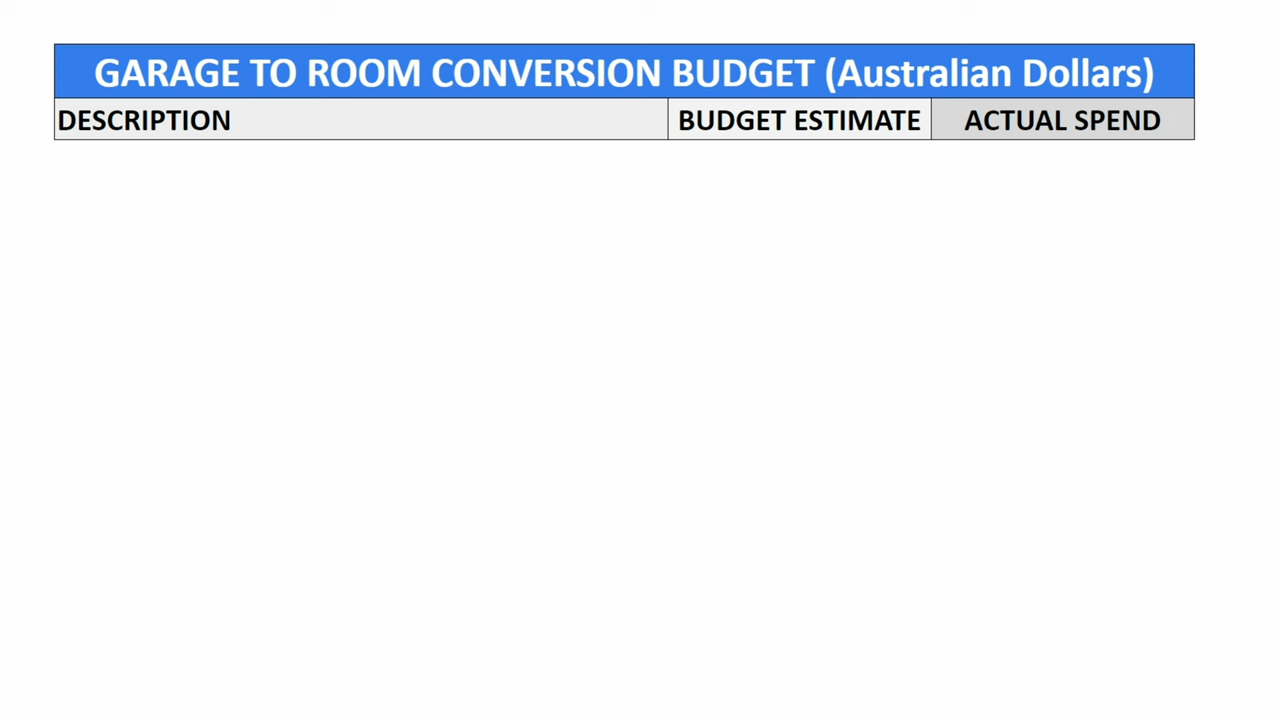 GARAGE TO ROOM CONVERSION BUDGET (Australian Dollars)
DESCRIPTION BUDGET ESTIMATE ACTUAL SPEND